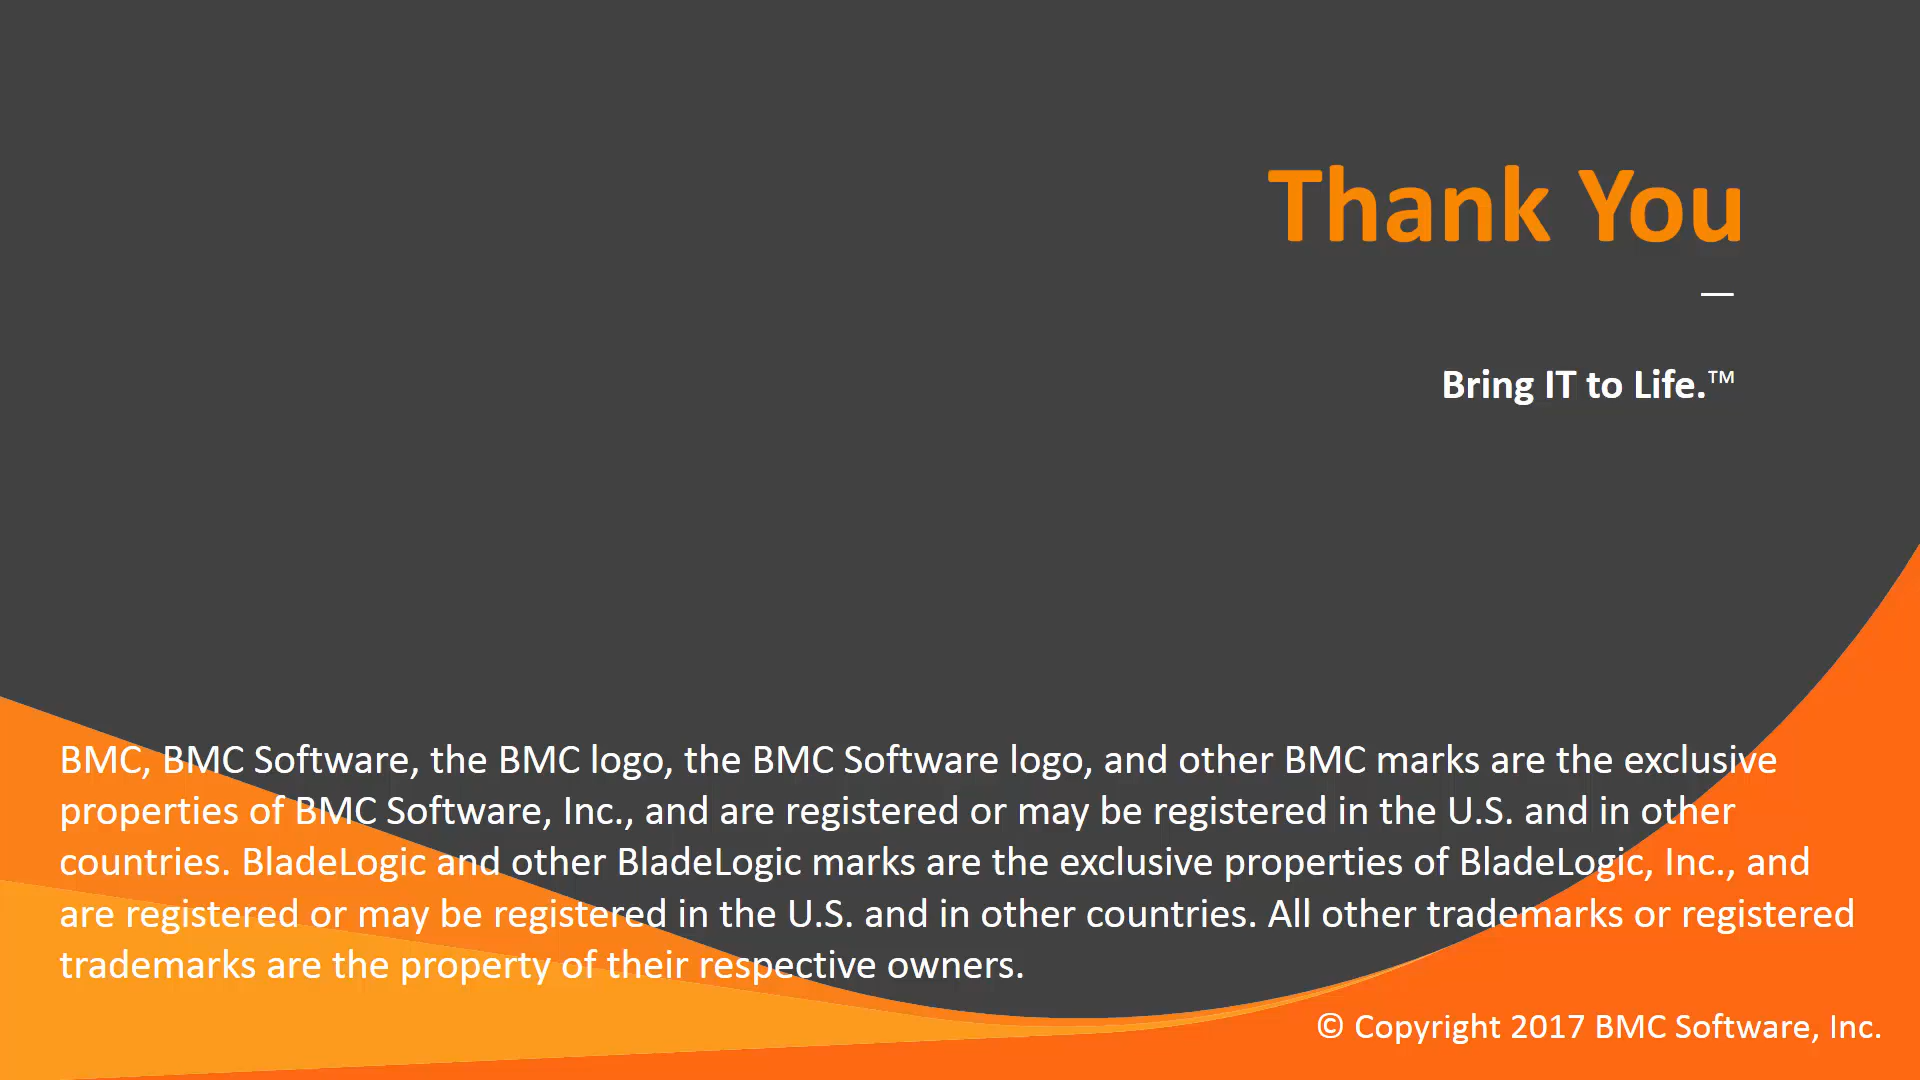 Thank You
—
Bring IT to Life.™
BMC, BMC Software, the BMC logo, the BMC Software logo, and other BMC marks are the exclusive
properties of BMC Software, Inc., and are registered or may be registered in the U.S. and in other
countries. BladeLogic and other BladeLogic marks are the exclusive properties of BladeLogic, Inc., and
are registered or may be registered in the U.S. and in other countries. All other trademarks or registered
trademarks are the property of their respective owners.
© Copyright 2017 BMC Software, Inc.